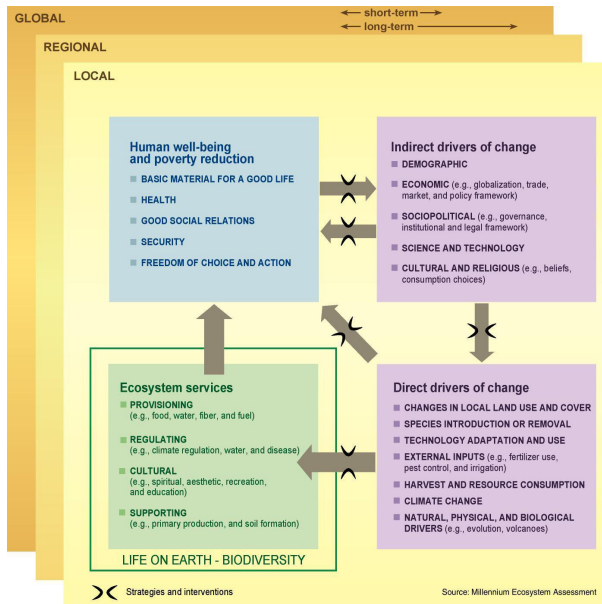 GLOBAL
short-term
long-term
REGIONAL
LOCAL
Human well-being
and poverty reduction
BASIC MATERIAL FOR A GOOD LIFE
HEALTH
GOOD SOCIAL RELATIONS
SECURITY
FREEDOM OF CHOICE AND ACTION
Indirect drivers of change
DEMOGRAPHIC
ECONOMIC (e.g., globalization, trade,
market, and policy framework)
SOCIOPOLITICAL (e.g., governance,
institutional and legal framework)
SCIENCE AND TECHNOLOGY
CULTURAL AND RELIGIOUS (e.g., beliefs,
consumption choices)
Ecosystem services
PROVISIONING
(e.g., food, water, fiber, and fuel)
REGULATING
(e.g., climate regulation, water, and disease)
CULTURAL
(e.g., spiritual, aesthetic, recreation,
and education)
SUPPORTING
(e.g., primary production, and soil formation)
LIFE ON EARTH - BIODIVERSITY
Direct drivers of change
CHANGES IN LOCAL LAND USE AND COVER
SPECIES INTRODUCTION OR REMOVAL
TECHNOLOGY ADAPTATION AND USE
EXTERNAL INPUTS (e.g., fertilizer use,
pest control, and irrigation)
HARVEST AND RESOURCE CONSUMPTION
CLIMATE CHANGE
NATURAL, PHYSICAL, AND BIOLOGICAL
DRIVERS (e.g., evolution, volcanoes)
Strategies and interventions
Source: Millennium Ecosystem Assessment